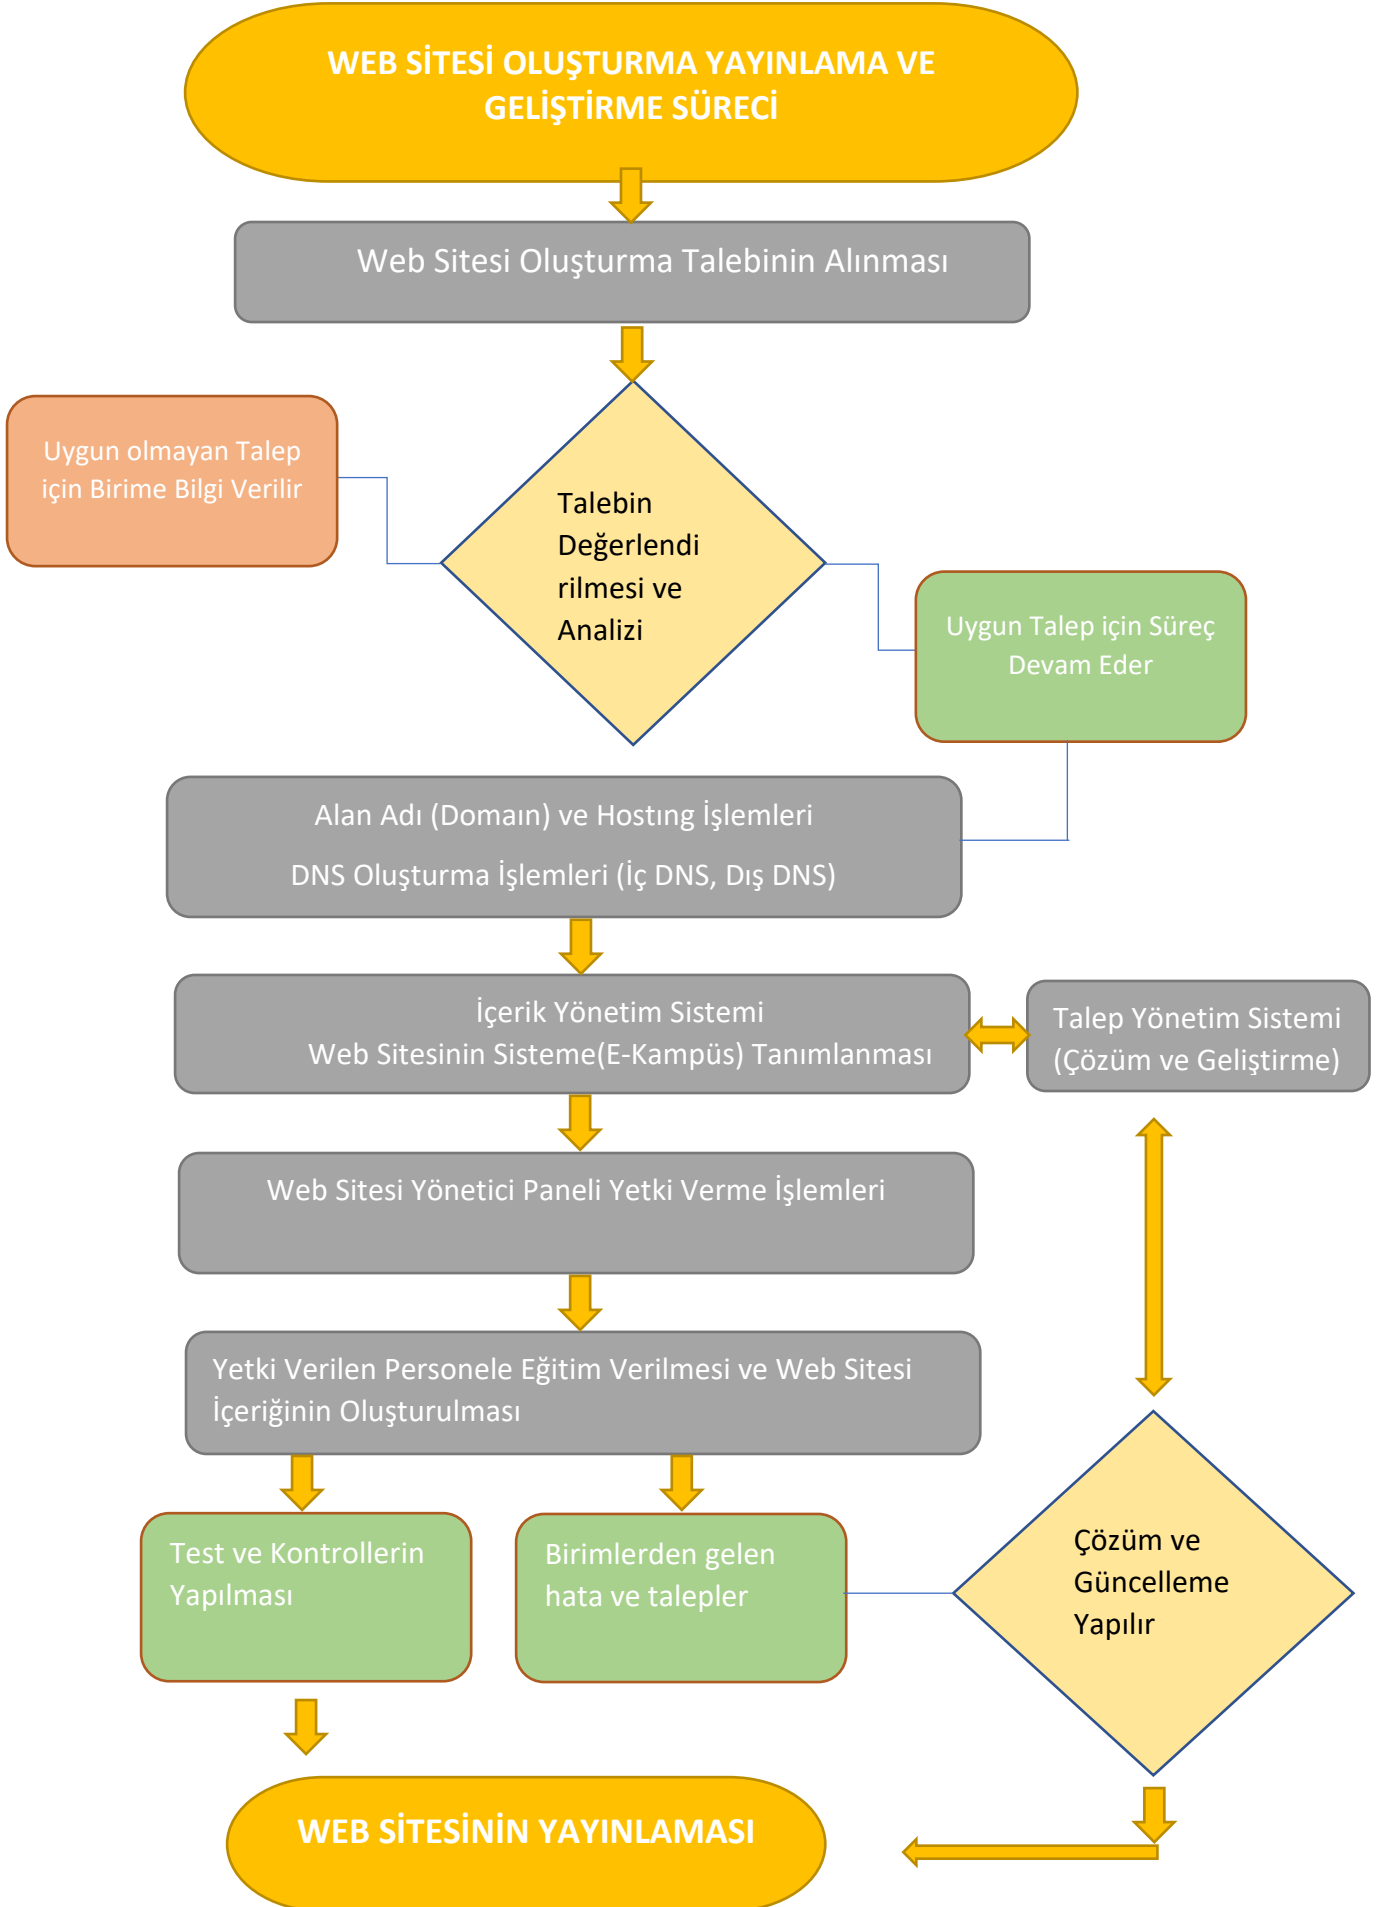 WEB SİTESİ OLUŞTURMA YAYINLAMA VE
GELİŞTİRME SÜRECİ
Web Sitesi Oluşturma Talebinin Alınması
Uygun olmayan Talep
için Birime Bilgi Verilir
Talebin
Değerlendi
rilmesi ve
Analizi
Uygun Talep için Süreç
Devam Eder
Alan Adı (Domaın) ve Hostıng İşlemleri
DNS Oluşturma İşlemleri (İç DNS, Dış DNS)
İçerik Yönetim Sistemi
Web Sitesinin Sisteme(E-Kampüs) Tanımlanması
Talep Yönetim Sistemi
(Çözüm ve Geliştirme)
Web Sitesi Yönetici Paneli Yetki Verme İşlemleri
Yetki Verilen Personele Eğitim Verilmesi ve Web Sitesi
İçeriğinin Oluşturulması
Test ve Kontrollerin
Yapılması
Birimlerden gelen
hata ve talepler
Çözüm ve
Güncelleme
Yapılır
WEB SİTESİNİN YAYINLAMASI